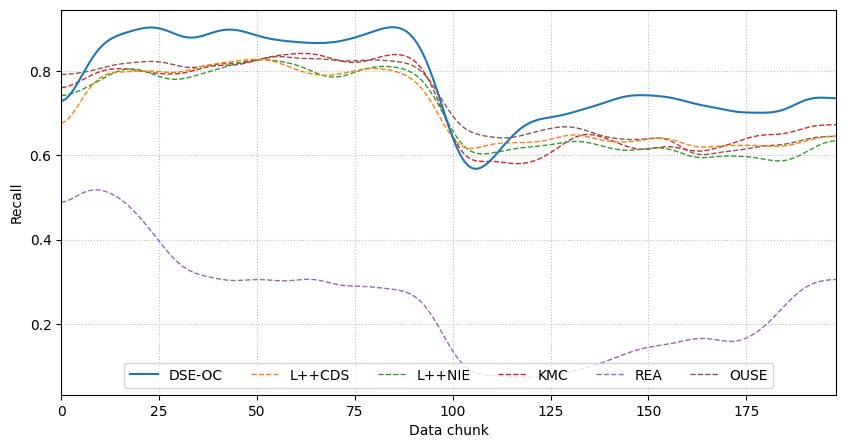 Recall
0.8
0.6
0.4
0.2
DSE-OC L++CDS L++NIE KMC REA OUSE
0 25 50 75 100 125 150 175
Data chunk